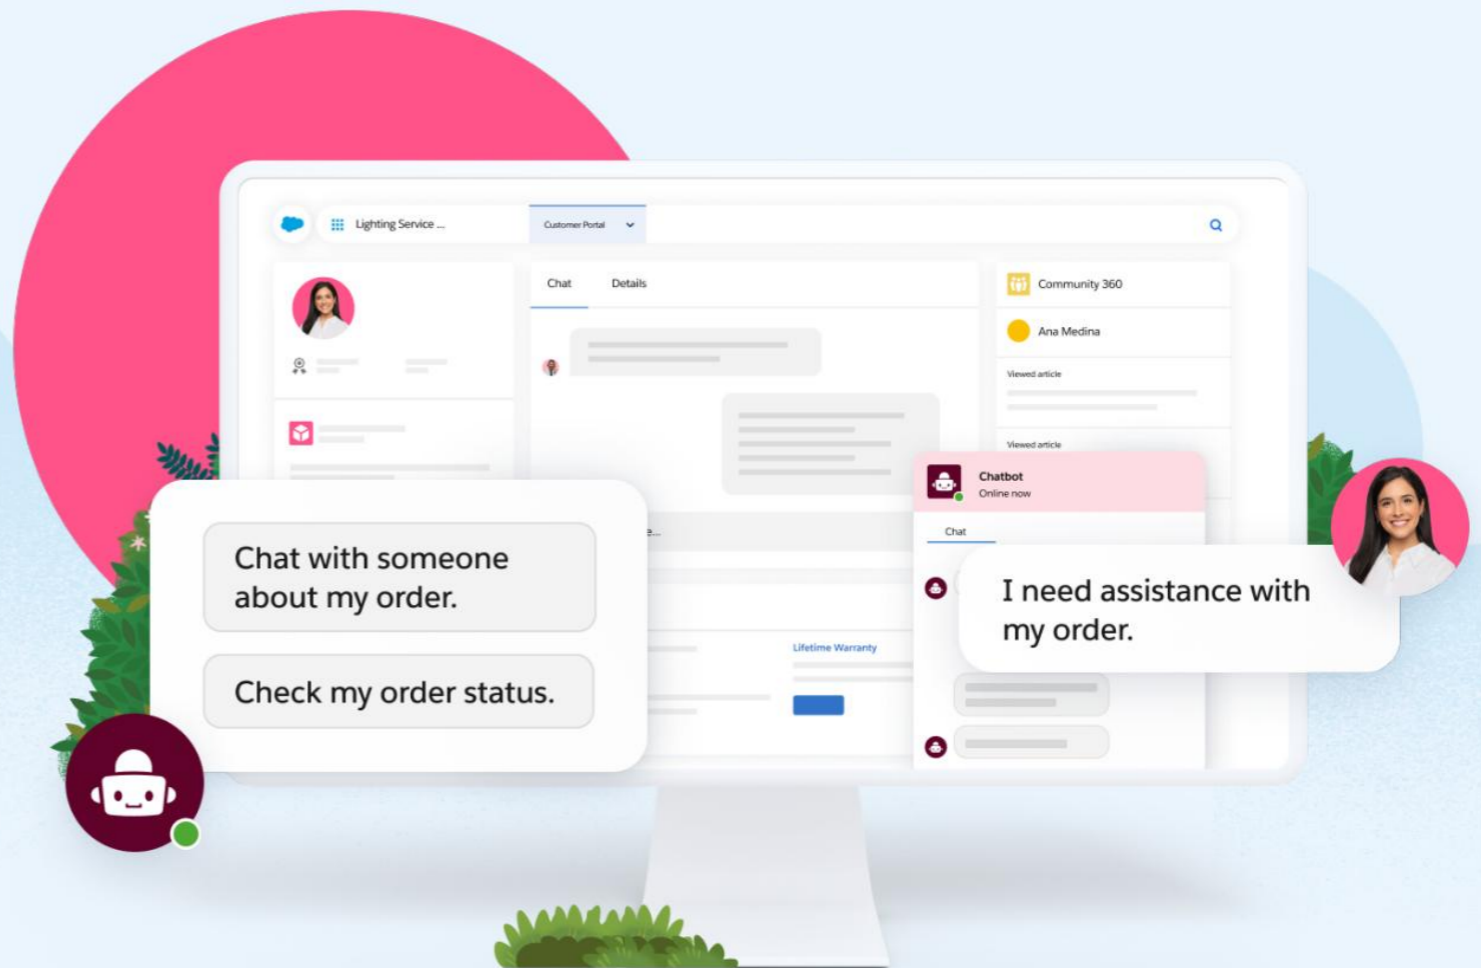 Lighting Service ...
Customer Portal
Chat
Details
Community 360
Ana Medina
Viewed article
Viewed article
Chatbot
Online now
Chat
Chat with someone
about my order.
Check my order status.
I need assistance with
my order.
Lifetime Warranty